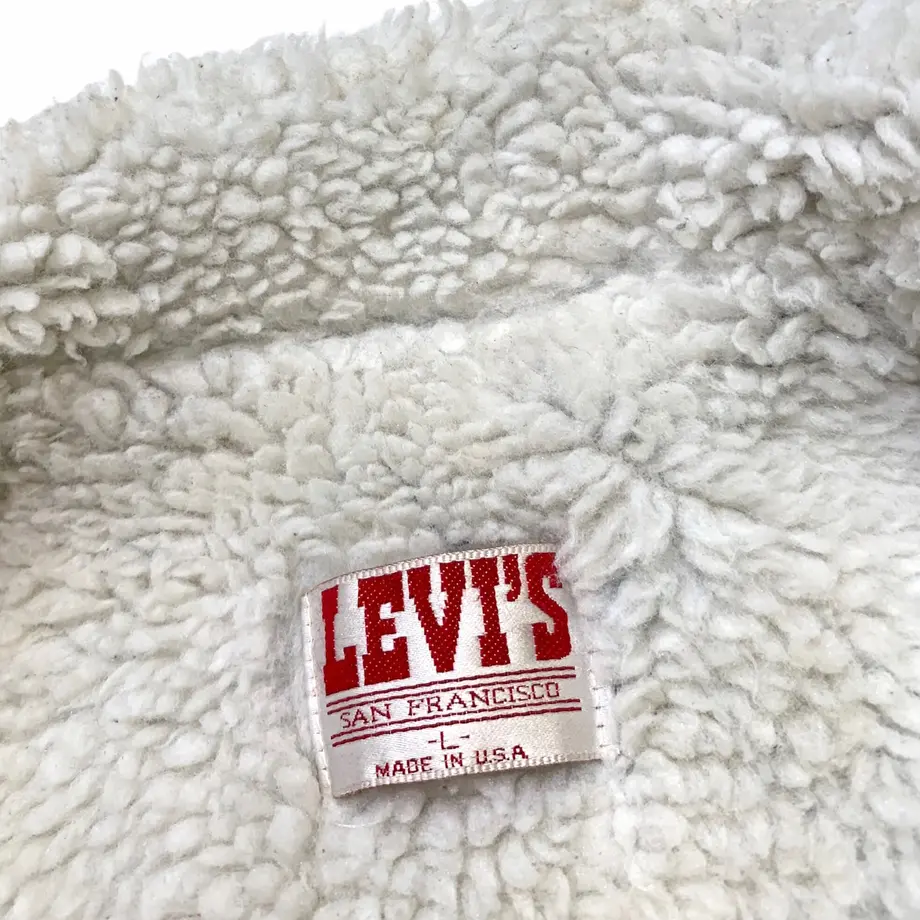 LEVI'S
SAN FRANCISCO
-L-
MADE IN U.S.A.